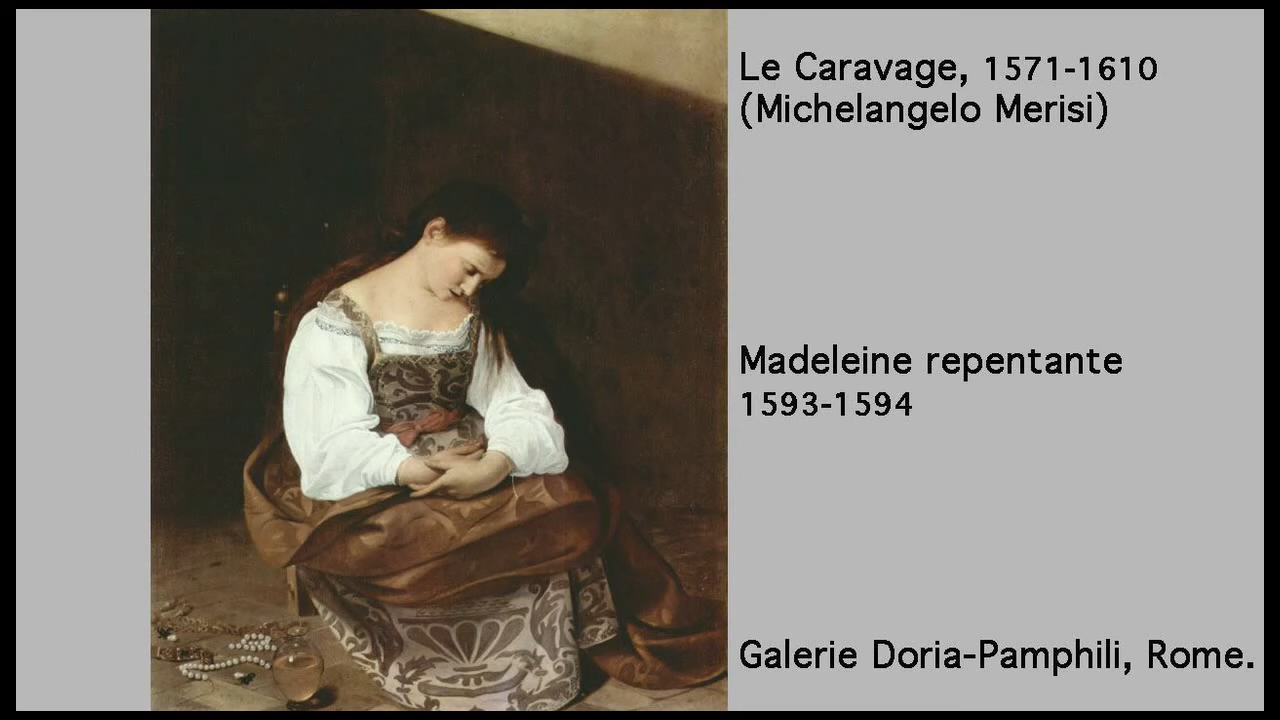 Le Caravage, 1571-1610
(Michelangelo Merisi)
Madeleine repentante
1593-1594
Galerie Doria-Pamphili, Rome.